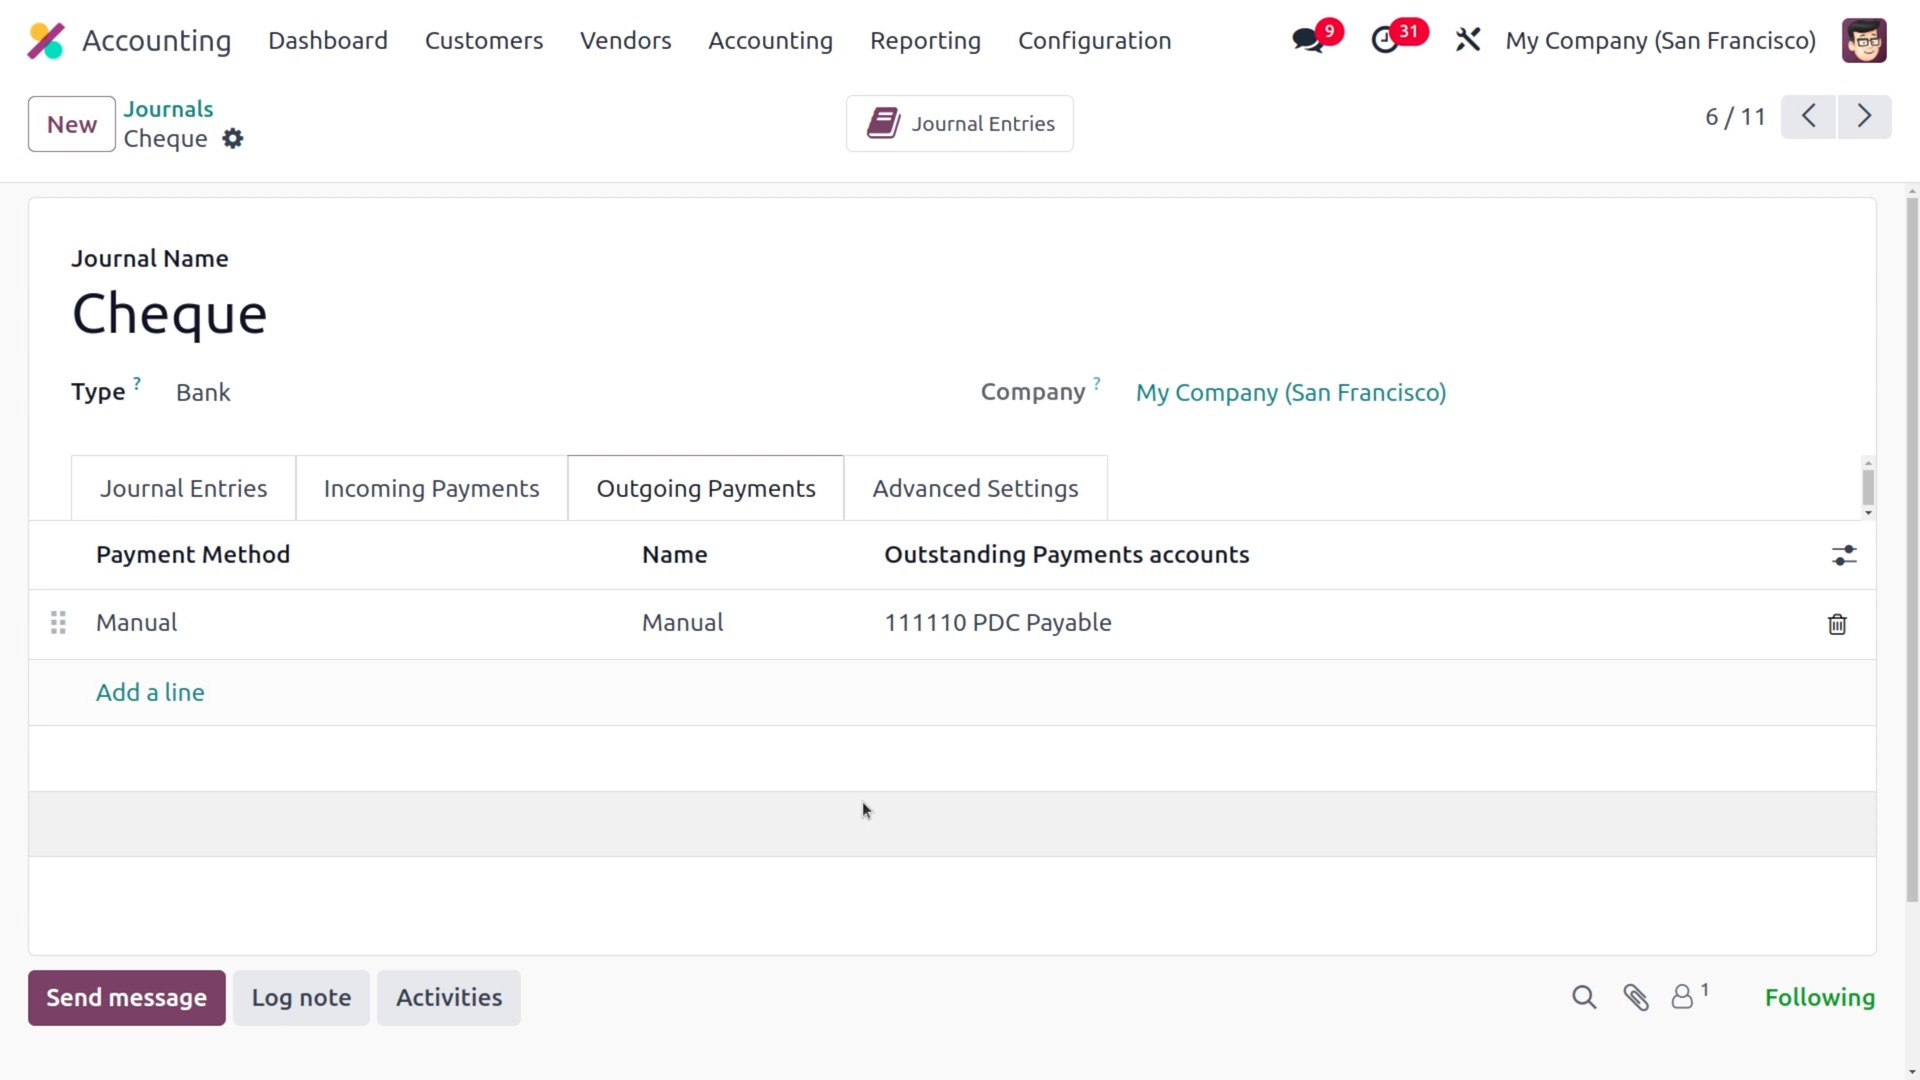 Accounting Dashboard Customers Vendors Accounting Reporting Configuration 9 31 My Company (San Francisco)
New Journals Journal Entries 6 / 11
Cheque
Journal Name
Cheque
Type ? Bank Company ? My Company (San Francisco)
Journal Entries Incoming Payments Outgoing Payments Advanced Settings
Payment Method Name Outstanding Payments accounts
Manual Manual 111110 PDC Payable
Add a line
Send message Log note Activities 1 Following